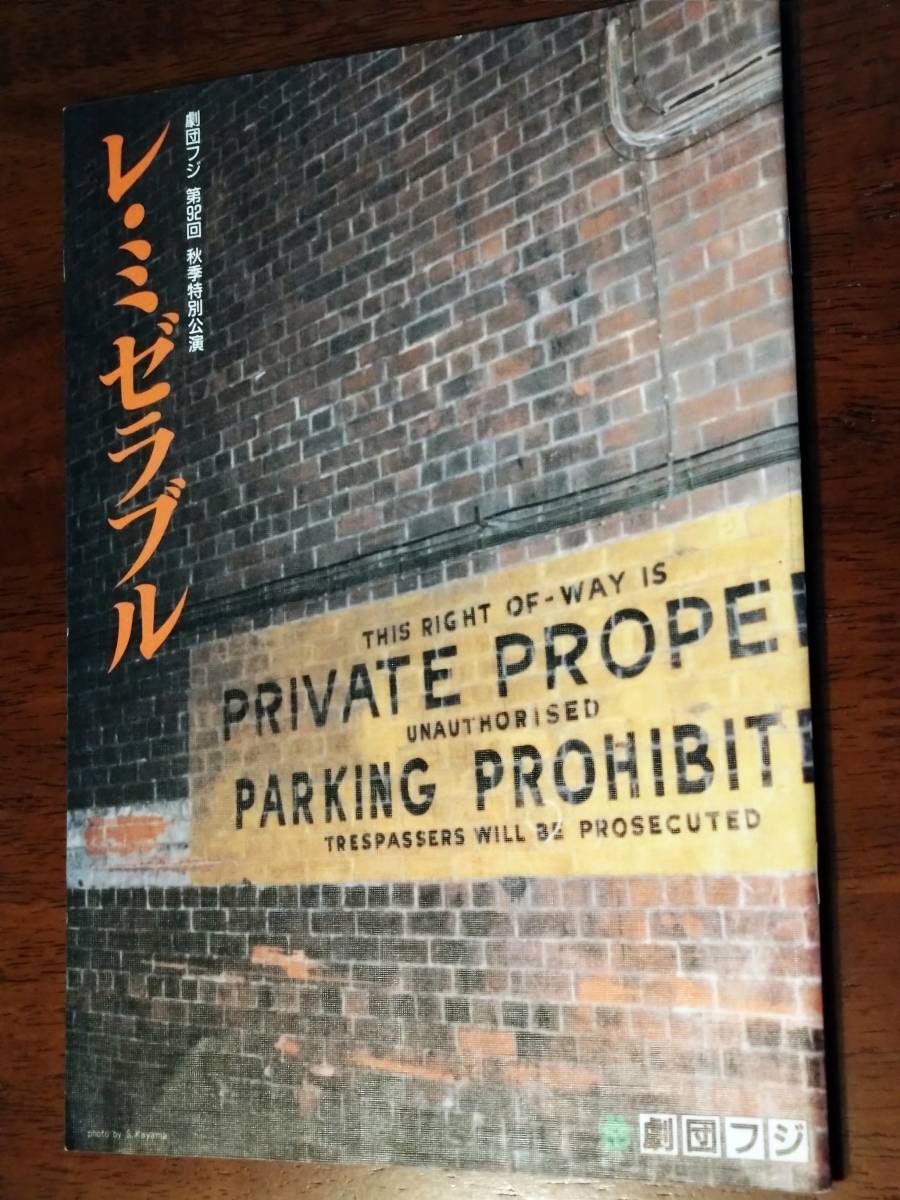 劇団フジ 第92回 秋季特別公演
レ・ミゼラブル
THIS RIGHT OF-WAY IS
PRIVATE PROPE
UNAUTHORISED
PARKING PROHIBIT
TRESPASSERS WILL BE PROSECUTED
photo by S. Kayama
劇団フジ